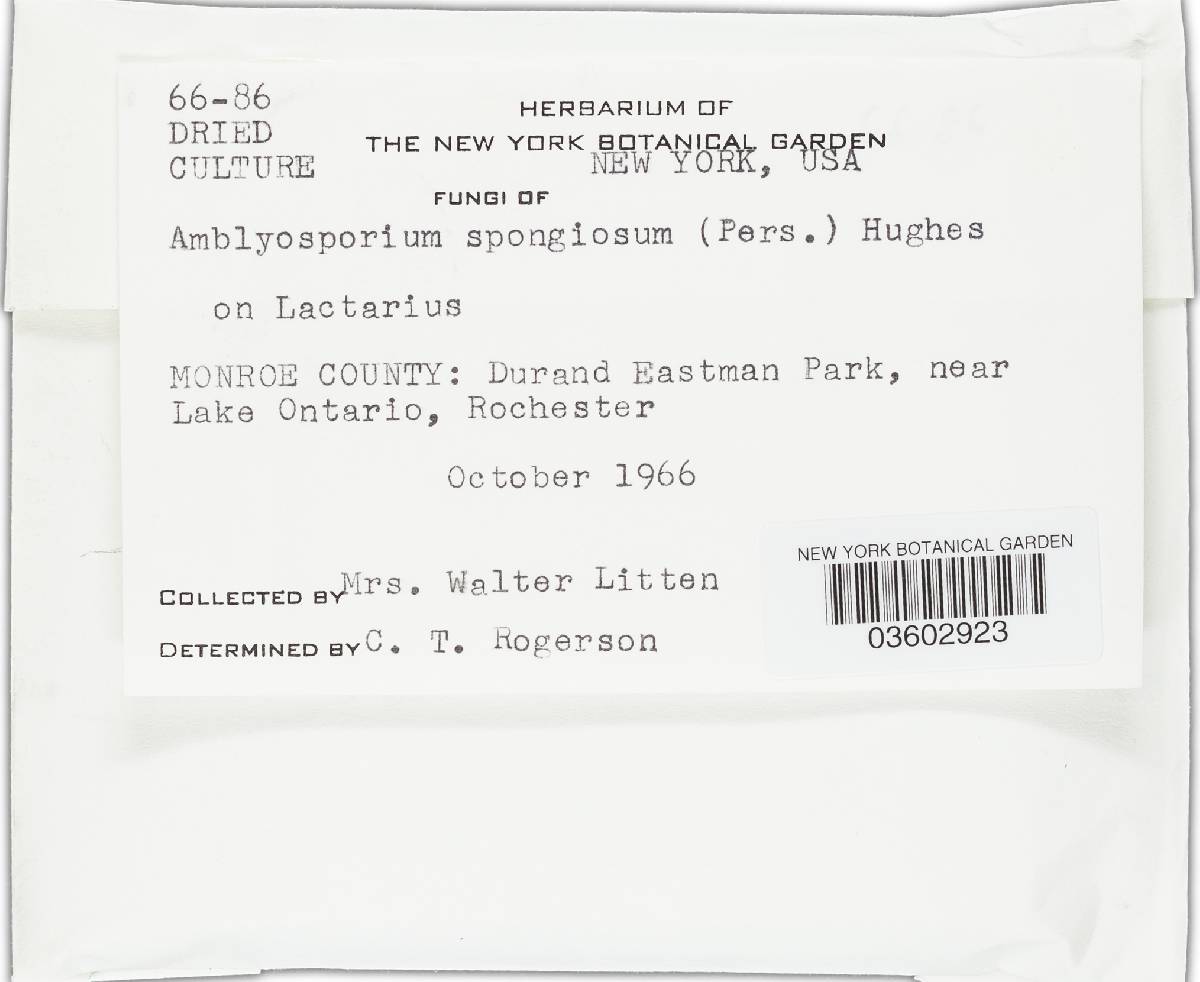 66-86
DRIED
CULTURE
HERBARIUM OF
THE NEW YORK BOTANICAL GARDEN
NEW YORK, USA
FUNGI OF
Amblyosporium spongiosum (Pers.) Hughes
on Lactarius
MONROE COUNTY: Durand Eastman Park, near
Lake Ontario, Rochester
October 1966
COLLECTED BY Mrs. Walter Litten
DETERMINED BY C. T. Rogerson
NEW YORK BOTANICAL GARDEN
03602923